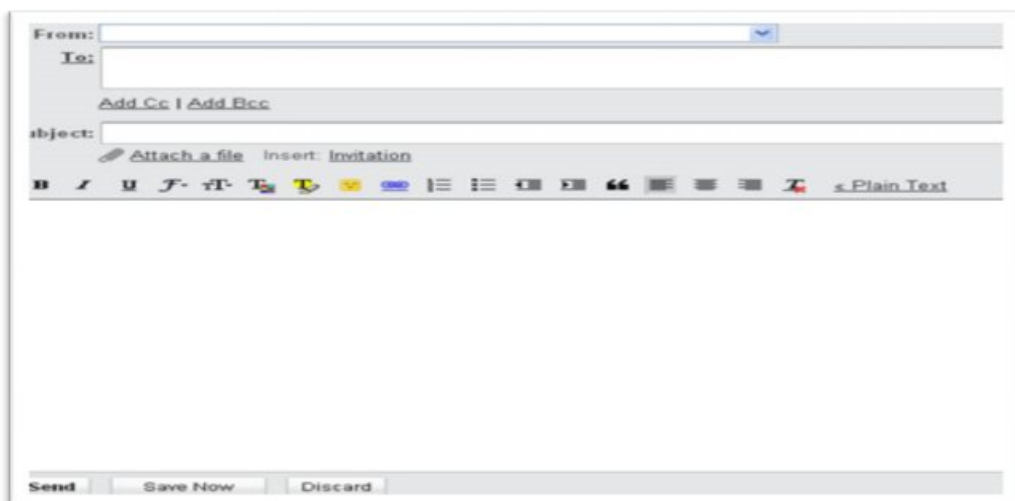 From:
To:
Add Cc | Add Bcc
ubject:
Attach a file Insert: Invitation
B I U F T T T « Plain Text
Send Save Now Discard